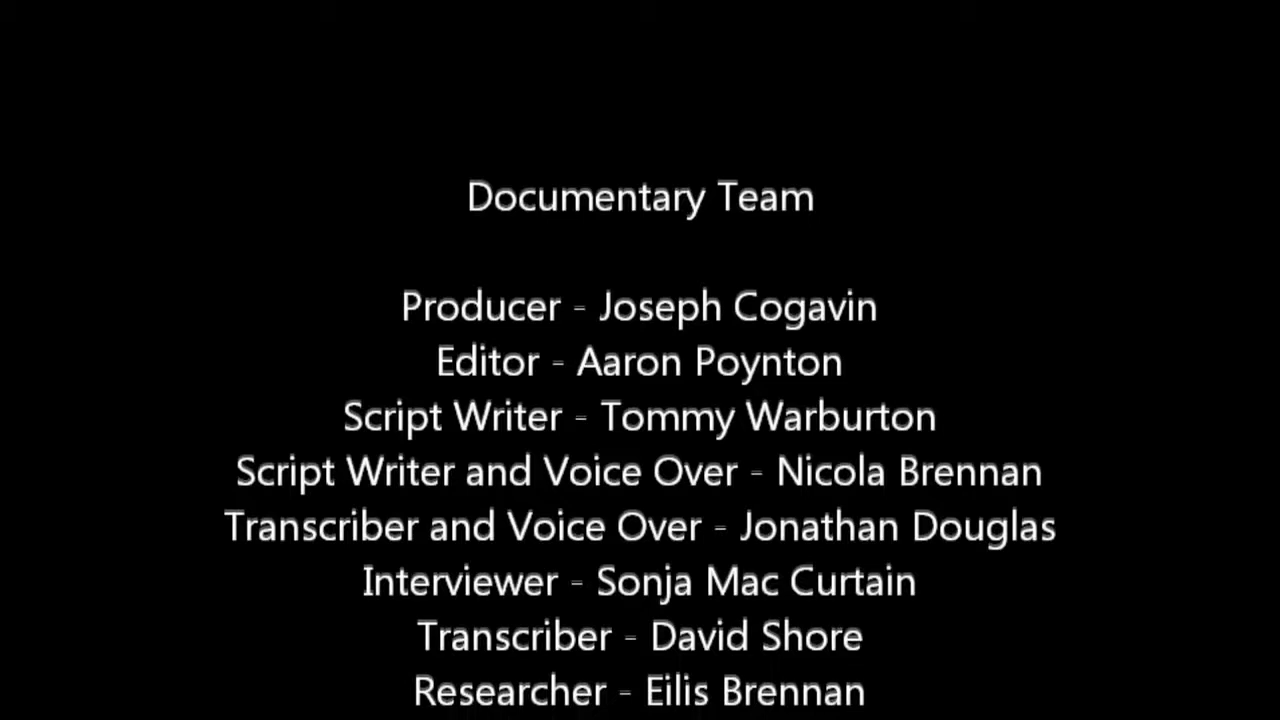 Documentary Team
Producer - Joseph Cogavin
Editor - Aaron Poynton
Script Writer - Tommy Warburton
Script Writer and Voice Over - Nicola Brennan
Transcriber and Voice Over - Jonathan Douglas
Interviewer - Sonja Mac Curtain
Transcriber - David Shore
Researcher - Eilis Brennan